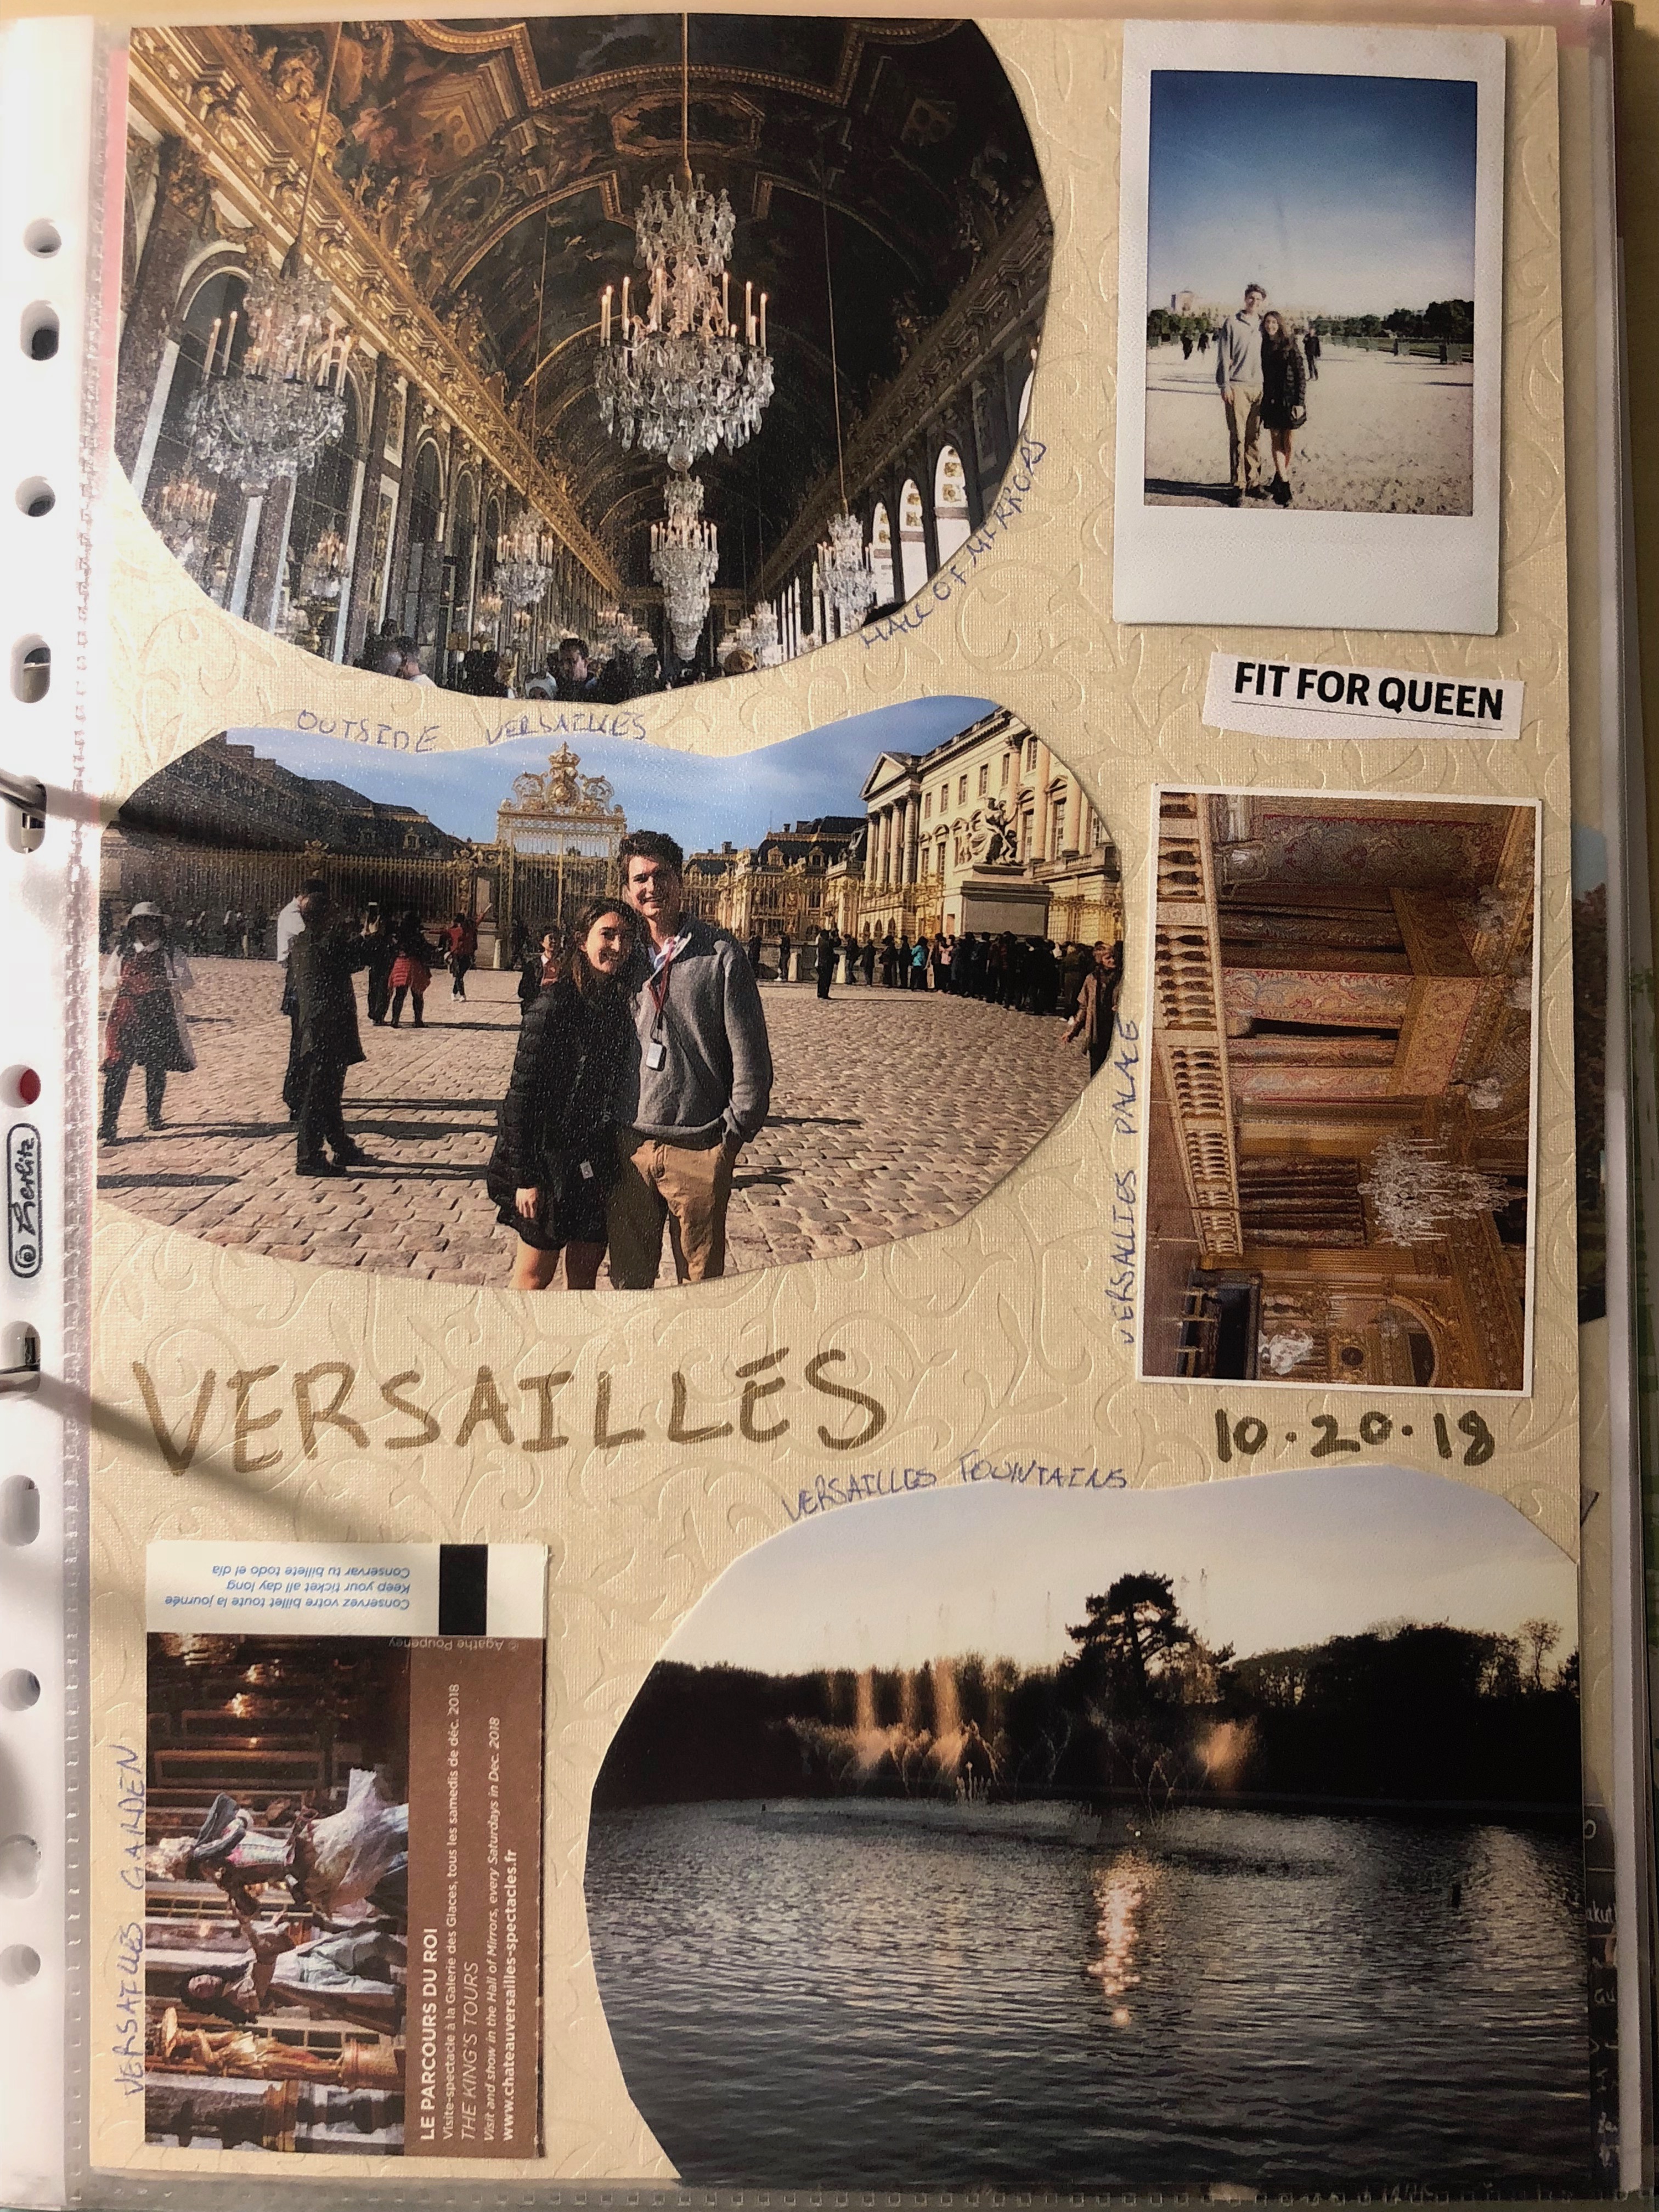 HALL OF MIRRORS
FIT FOR QUEEN
OUTSIDE VERSAILLES
VERSALLIES PALACE
© Herlitz
VERSAILLES
10.20.18
VERSAILLES FOUNTAINS
Conservez votre billet toute la journée
Keep your ticket all day long
Conservar tu billete todo el día
© Agathe Poupeney
VERSAILLES GARDEN
LE PARCOURS DU ROI
Visite-spectacle à la Galerie des Glaces, tous les samedis de déc. 2018
THE KING'S TOURS
Visit and show in the Hall of Mirrors, every Saturdays in Dec. 2018
www.chateauversailles-spectacles.fr